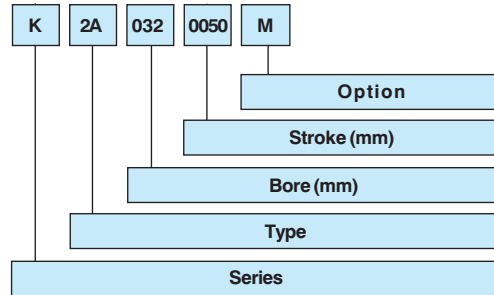 K 2A 032 0050 M
Option
Stroke (mm)
Bore (mm)
Type
Series